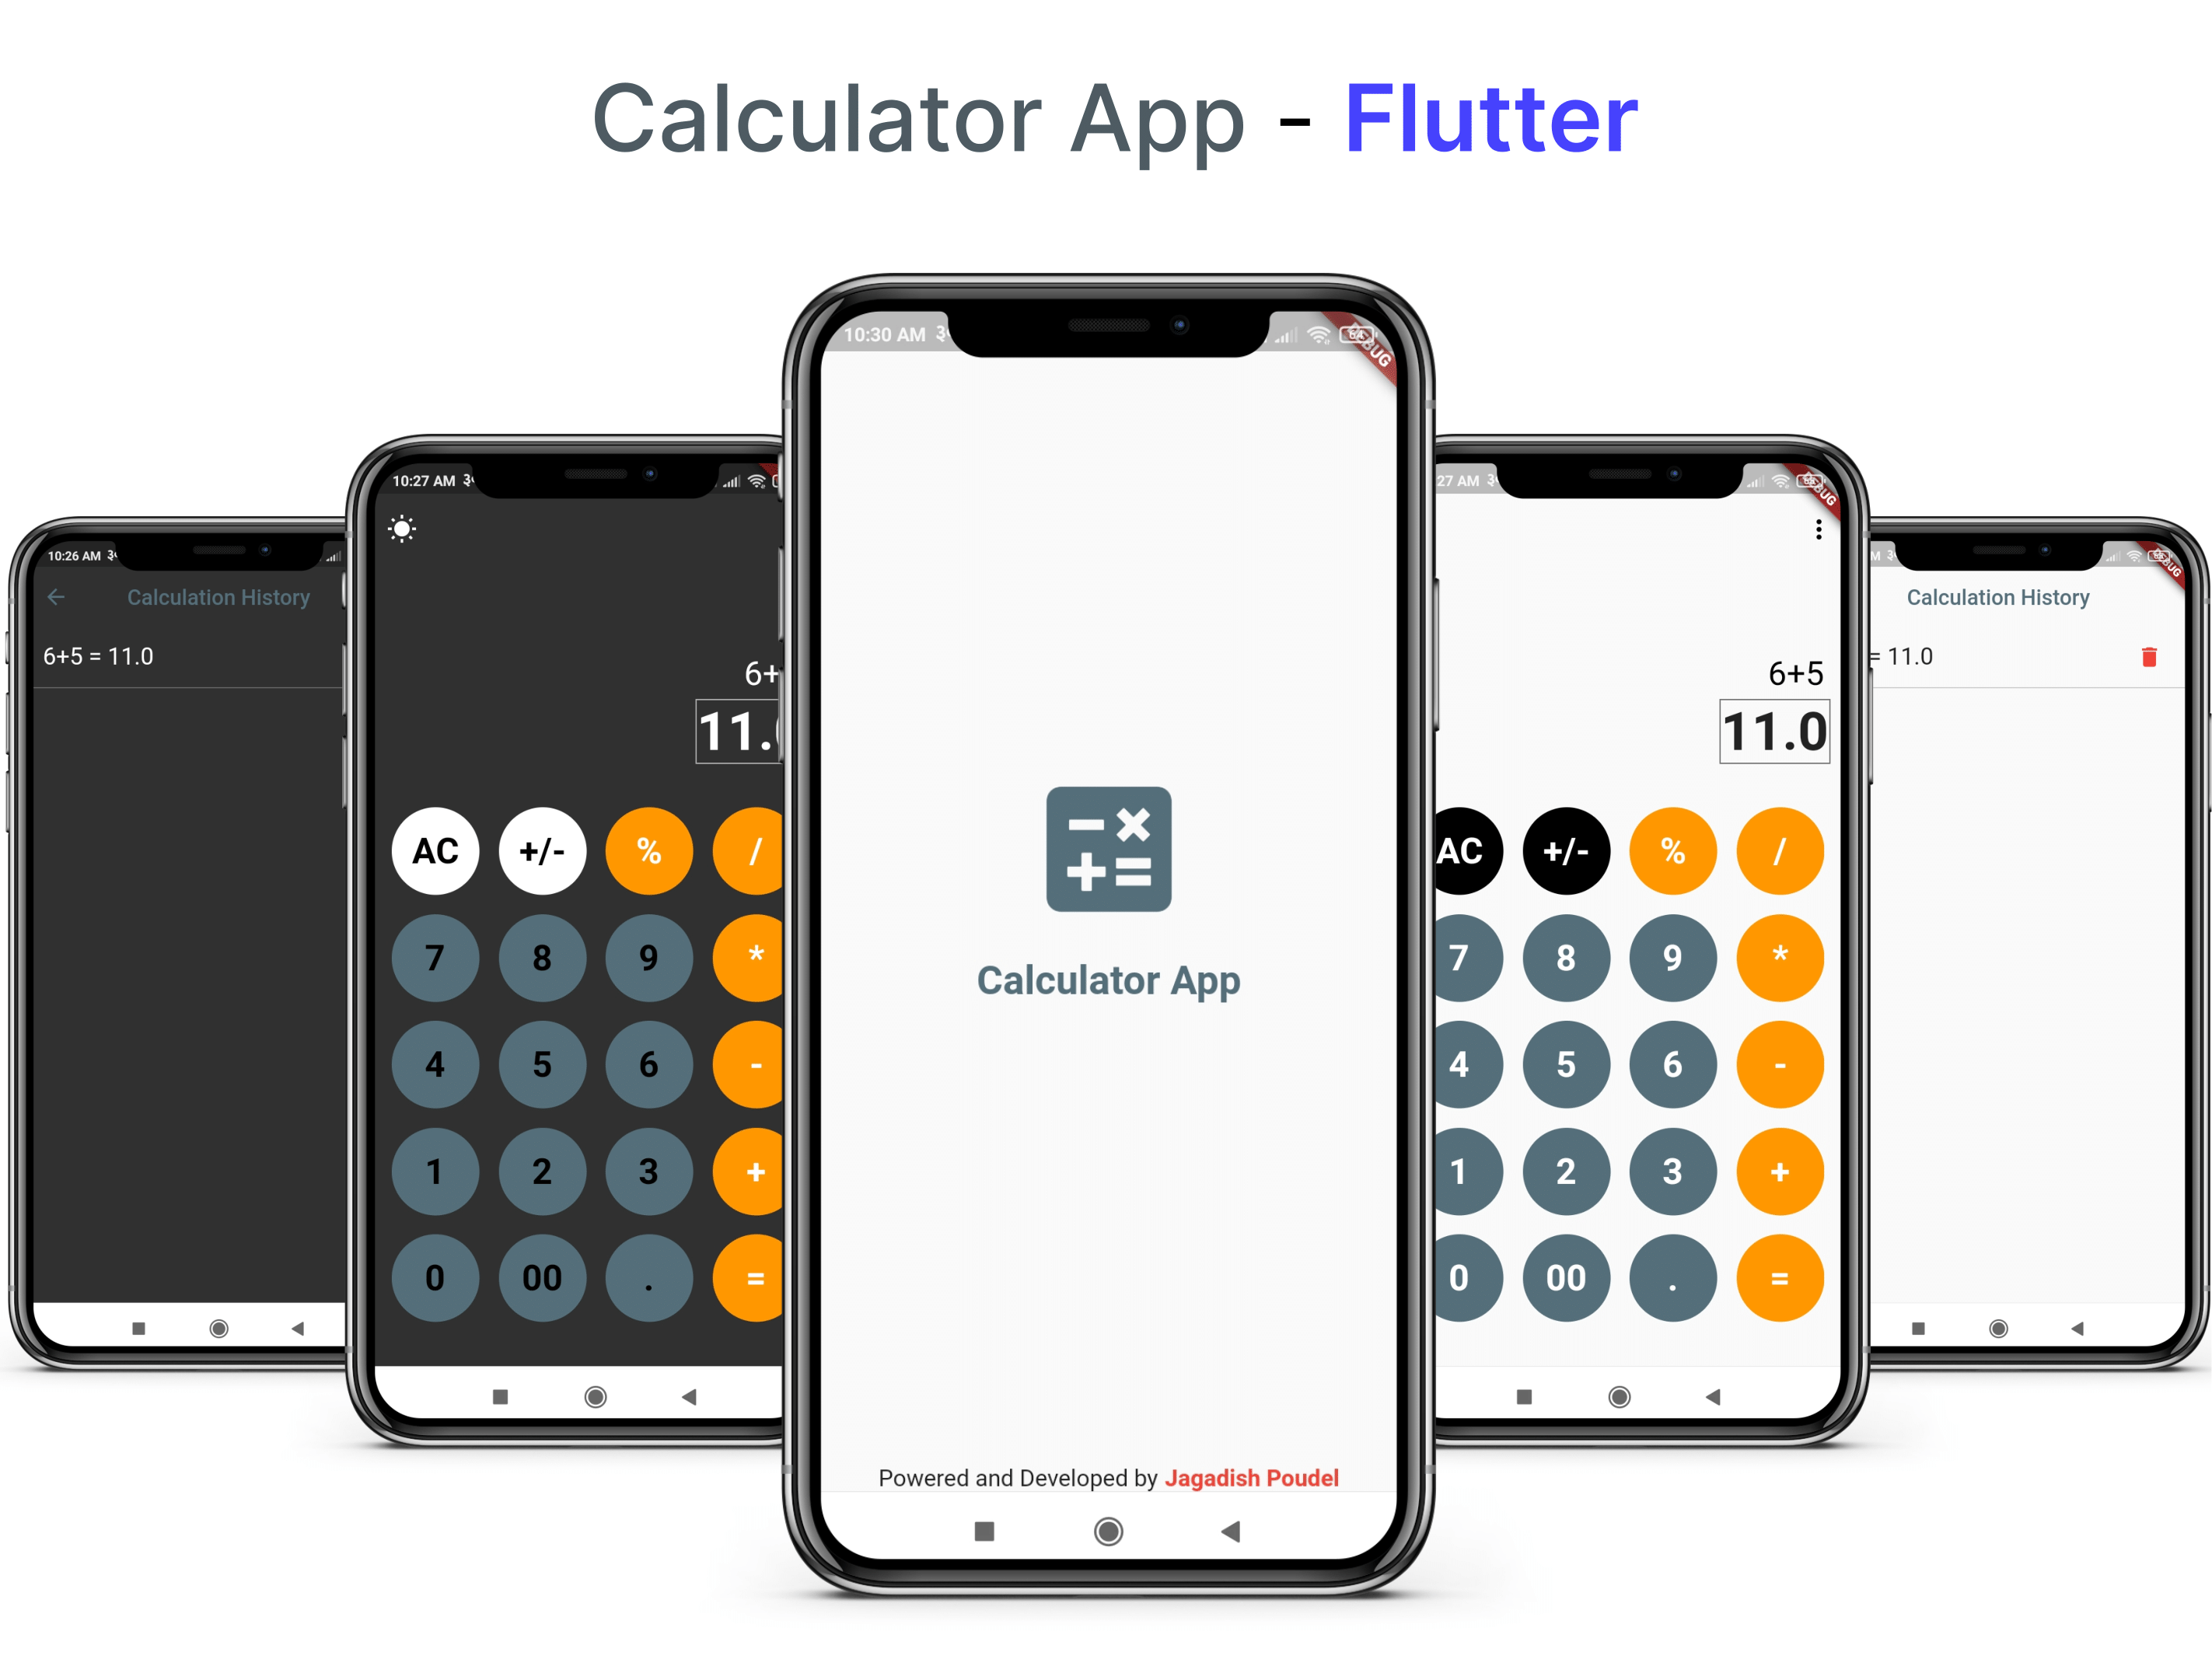 Calculator App - Flutter
10:26 AM
Calculation History
6+5 = 11.0
10:27 AM
6+
11.
AC +/- % /
7 8 9 *
4 5 6 -
1 2 3 +
0 00 . =
10:30 AM
64
Calculator App
Powered and Developed by Jagadish Poudel
27 AM
6+5
11.0
AC +/- % /
7 8 9 *
4 5 6 -
1 2 3 +
0 00 . =
Calculation History
= 11.0